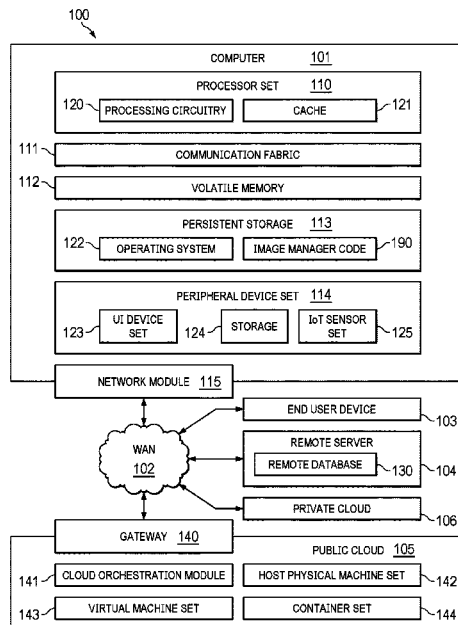 100
COMPUTER 101
PROCESSOR SET 110
120 PROCESSING CIRCUITRY CACHE 121
111 COMMUNICATION FABRIC
112 VOLATILE MEMORY
PERSISTENT STORAGE 113
122 OPERATING SYSTEM IMAGE MANAGER CODE 190
PERIPHERAL DEVICE SET 114
123 UI DEVICE SET 124 STORAGE IoT SENSOR SET 125
NETWORK MODULE 115
END USER DEVICE 103
WAN 102
REMOTE SERVER
REMOTE DATABASE 130 104
PRIVATE CLOUD 106
GATEWAY 140
PUBLIC CLOUD 105
141 CLOUD ORCHESTRATION MODULE HOST PHYSICAL MACHINE SET 142
143 VIRTUAL MACHINE SET CONTAINER SET 144